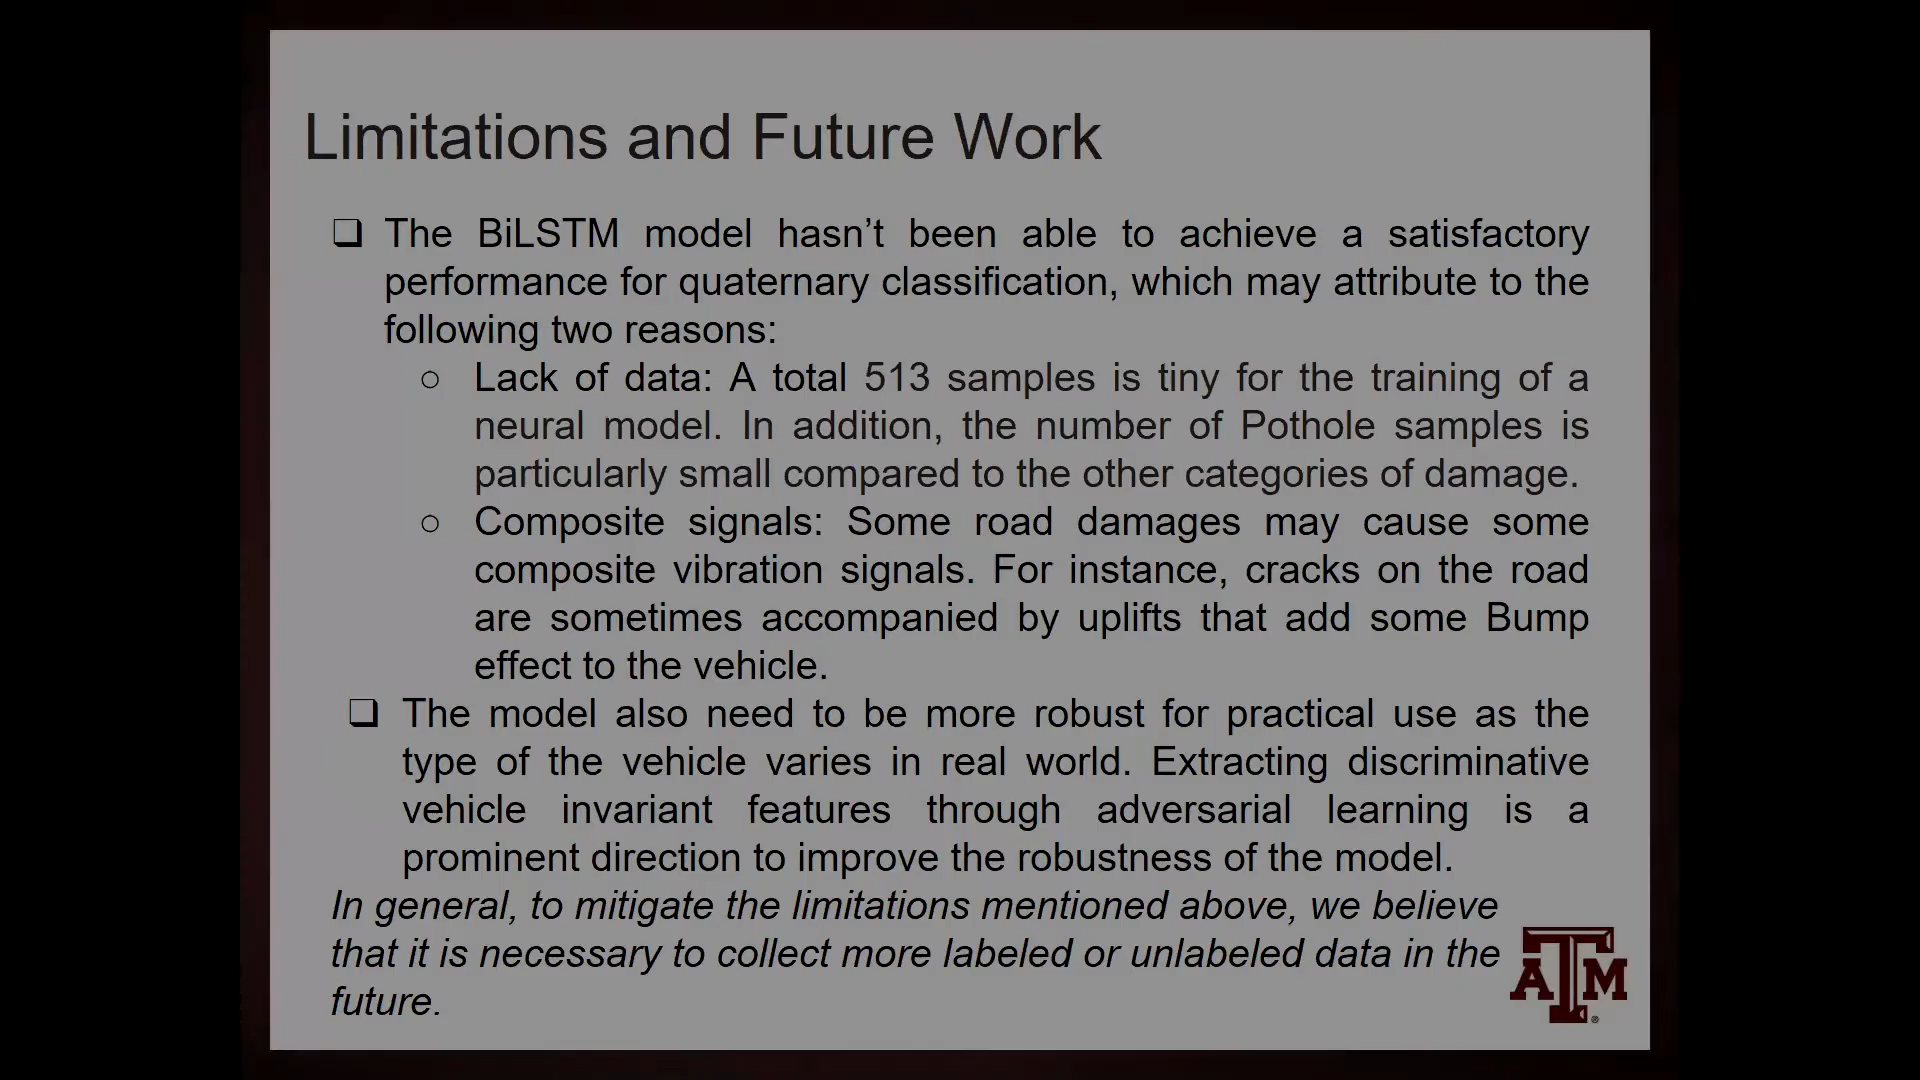 Limitations and Future Work
❑ The BiLSTM model hasn’t been able to achieve a satisfactory
performance for quaternary classification, which may attribute to the
following two reasons:
○ Lack of data: A total 513 samples is tiny for the training of a
neural model. In addition, the number of Pothole samples is
particularly small compared to the other categories of damage.
○ Composite signals: Some road damages may cause some
composite vibration signals. For instance, cracks on the road
are sometimes accompanied by uplifts that add some Bump
effect to the vehicle.
❑ The model also need to be more robust for practical use as the
type of the vehicle varies in real world. Extracting discriminative
vehicle invariant features through adversarial learning is a
prominent direction to improve the robustness of the model.
In general, to mitigate the limitations mentioned above, we believe
that it is necessary to collect more labeled or unlabeled data in the
future.
ATM®